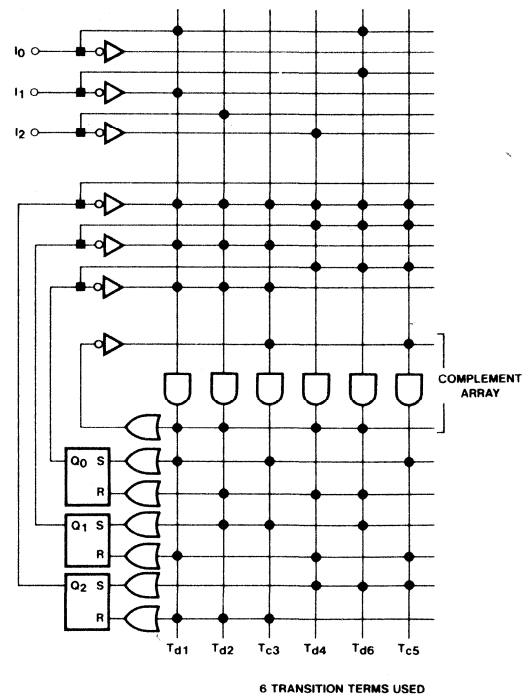 I0
I1
I2
COMPLEMENT
ARRAY
Q0 S
R
Q1 S
R
Q2 S
R
Td1 Td2 Tc3 Td4 Td6 Tc5
6 TRANSITION TERMS USED